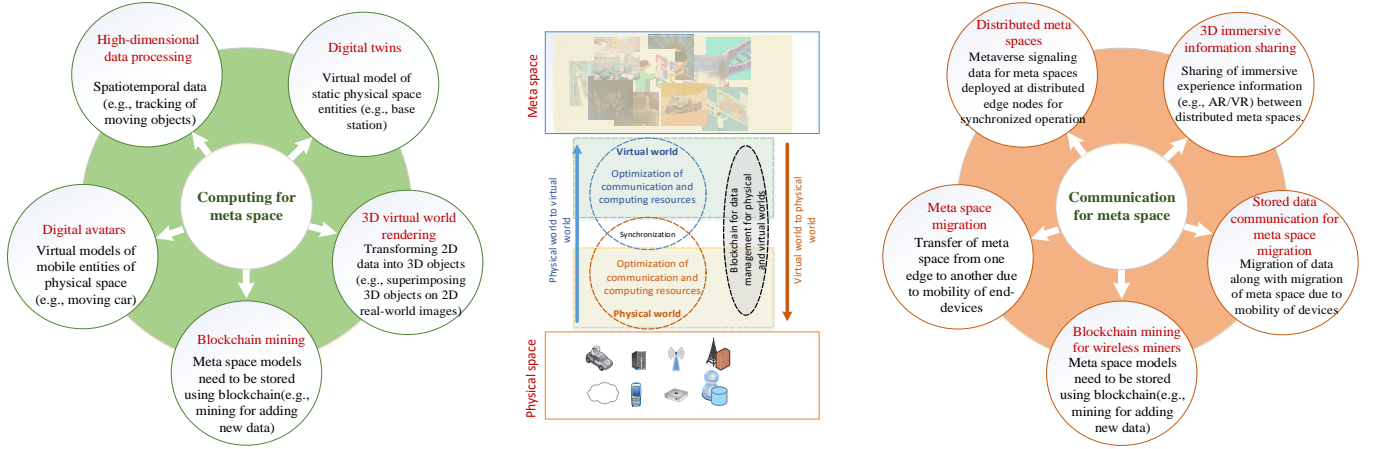 High-dimensional
data processing
Spatiotemporal data
(e.g., tracking of
moving objects)
Digital twins
Virtual model of
static physical space
entities (e.g., base
station)
Computing for
meta space
Digital avatars
Virtual models of
mobile entities of
physical space
(e.g., moving car)
3D virtual world
rendering
Transforming 2D
data into 3D objects
(e.g., superimposing
3D objects on 2D
real-world images)
Blockchain mining
Meta space models
need to be stored
using blockchain(e.g.,
mining for adding
new data)
Meta space
Physical world to virtual
world
Virtual world
Optimization of
communication and
computing resources
Synchronization
Optimization of
communication and
computing resources
Physical world
Blockchain for data
management for physical
and virtual worlds
Virtual world to physical
world
Physical space
Distributed meta
spaces
Metaverse signaling
data for meta spaces
deployed at distributed
edge nodes for
synchronized operation
3D immersive
information sharing
Sharing of immersive
experience information
(e.g., AR/VR) between
distributed meta spaces.
Communication
for meta space
Meta space
migration
Transfer of meta
space from one
edge to another due
to mobility of end-
devices
Stored data
communication for
meta space
migration
Migration of data
along with migration
of meta space due to
mobility of devices
Blockchain mining
for wireless miners
Meta space models
need to be stored
using blockchain(e.g.,
mining for adding
new data)